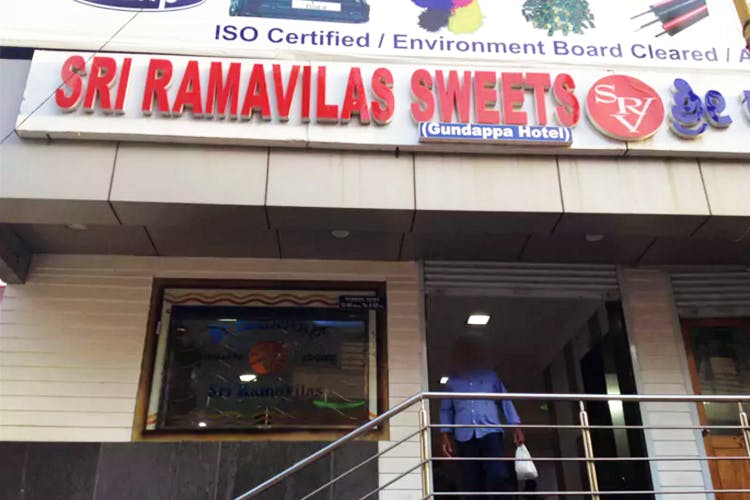 ISO Certified / Environment Board Cleared /
SRI RAMAVILAS SWEETS
SRV
(Gundappa Hotel)
Sri Ramavilas